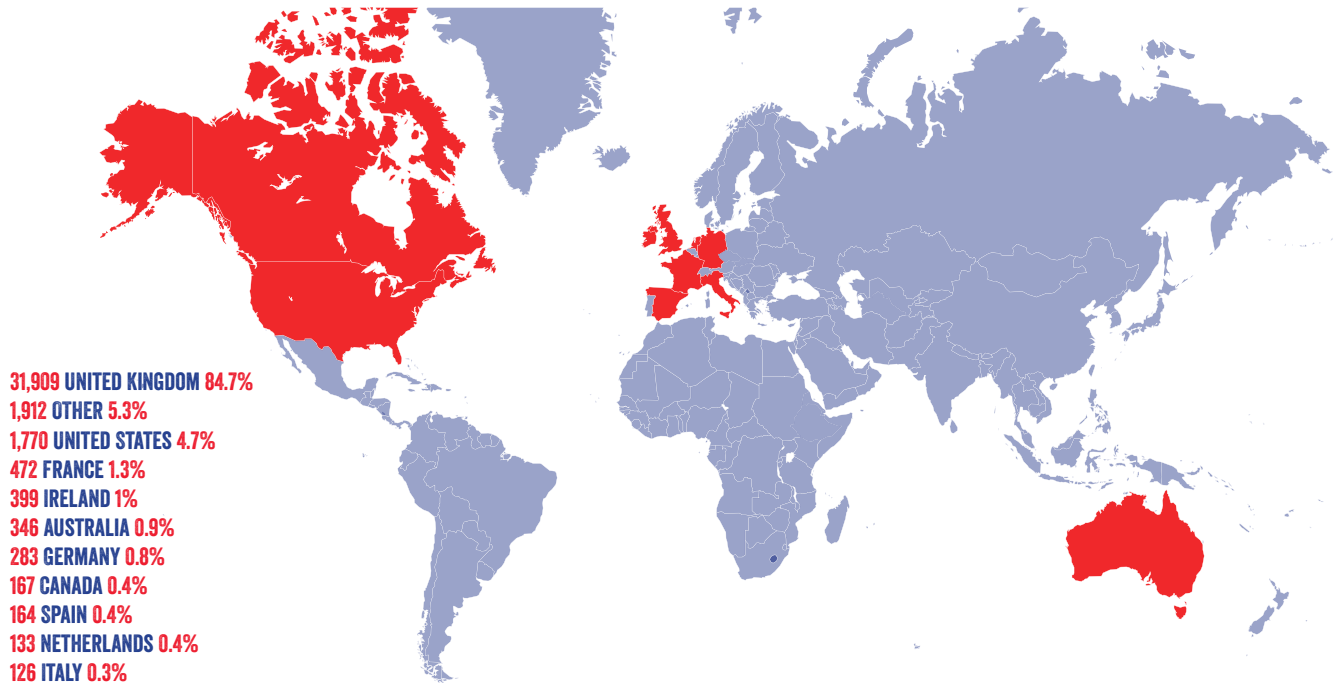 31,909 UNITED KINGDOM 84.7%
1,912 OTHER 5.3%
1,770 UNITED STATES 4.7%
472 FRANCE 1.3%
399 IRELAND 1%
346 AUSTRALIA 0.9%
283 GERMANY 0.8%
167 CANADA 0.4%
164 SPAIN 0.4%
133 NETHERLANDS 0.4%
126 ITALY 0.3%